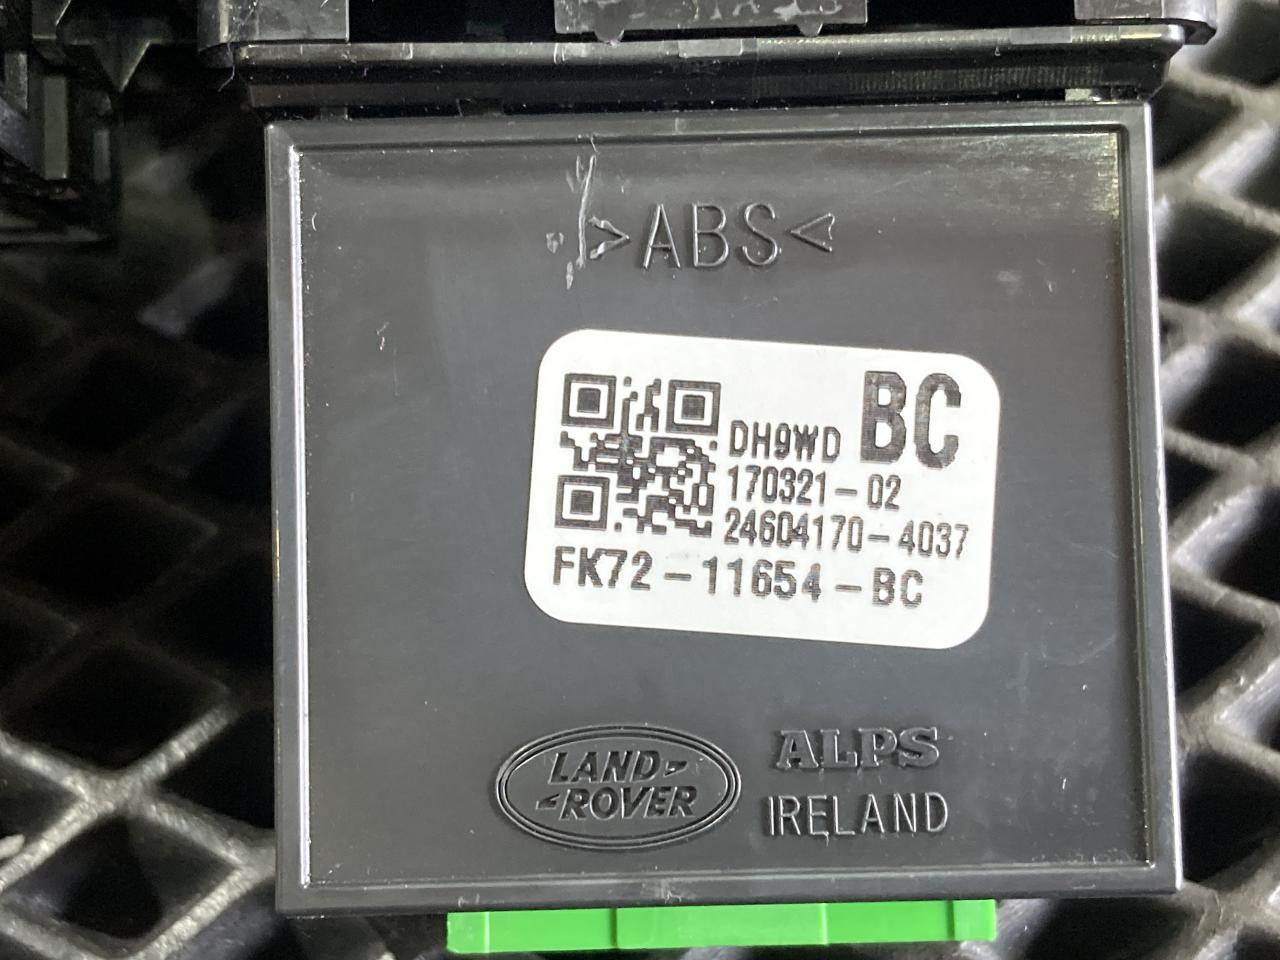 >ABS<
BC
DH9WD
170321-02
24604170-4037
FK72-11654-BC
LAND
ROVER
ALPS
IRELAND